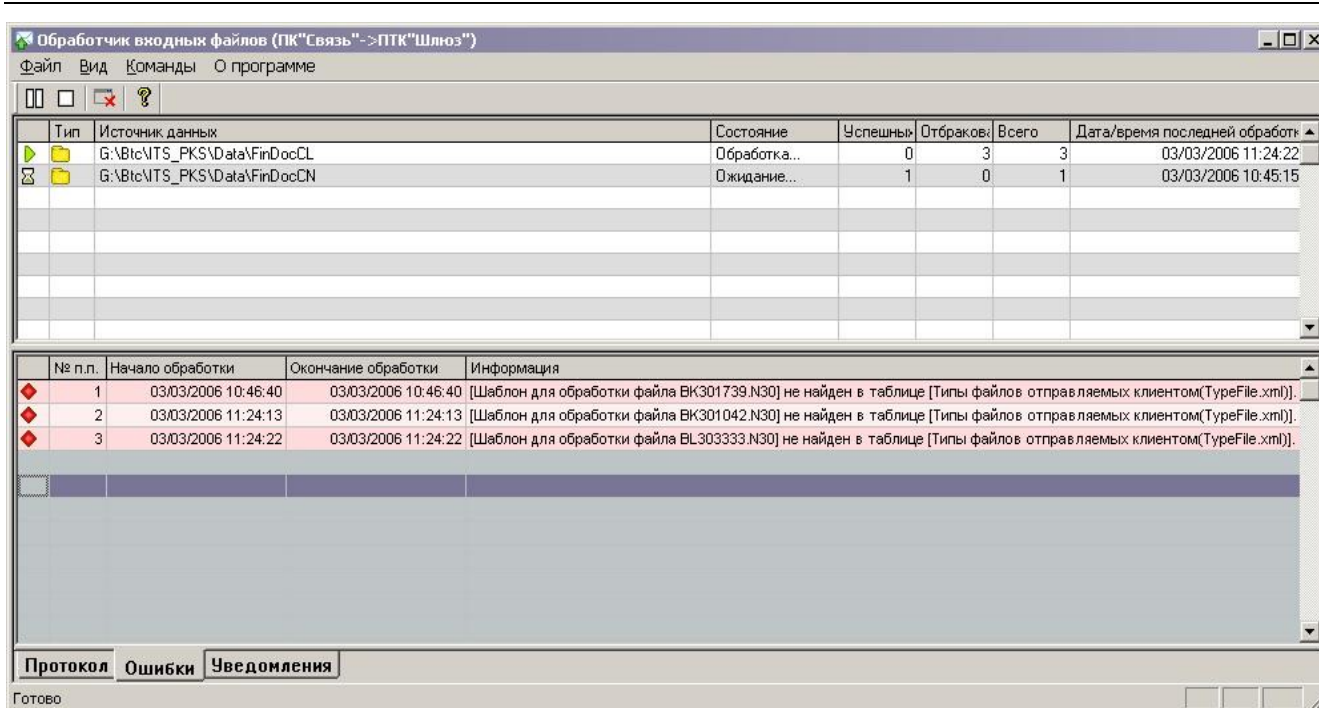 Обработчик входных файлов (ПК"Связь"->ПТК"Шлюз")
Файл Вид Команды О программе
Тип Источник данных Состояние Успешных Отбракова Всего Дата/время последней обработк
G:\Btc\ITS_PKS\Data\FinDocCL Обработка... 0 3 3 03/03/2006 11:24:22
G:\Btc\ITS_PKS\Data\FinDocCN Ожидание... 1 0 1 03/03/2006 10:45:15
№ п.п. Начало обработки Окончание обработки Информация
1 03/03/2006 10:46:40 03/03/2006 10:46:40 [Шаблон для обработки файла BK301739.N30] не найден в таблице [Типы файлов отправляемых клиентом(TypeFile.xml)].
2 03/03/2006 11:24:13 03/03/2006 11:24:13 [Шаблон для обработки файла BK301042.N30] не найден в таблице [Типы файлов отправляемых клиентом(TypeFile.xml)].
3 03/03/2006 11:24:22 03/03/2006 11:24:22 [Шаблон для обработки файла BL303333.N30] не найден в таблице [Типы файлов отправляемых клиентом(TypeFile.xml)].
Протокол Ошибки Уведомления
Готово